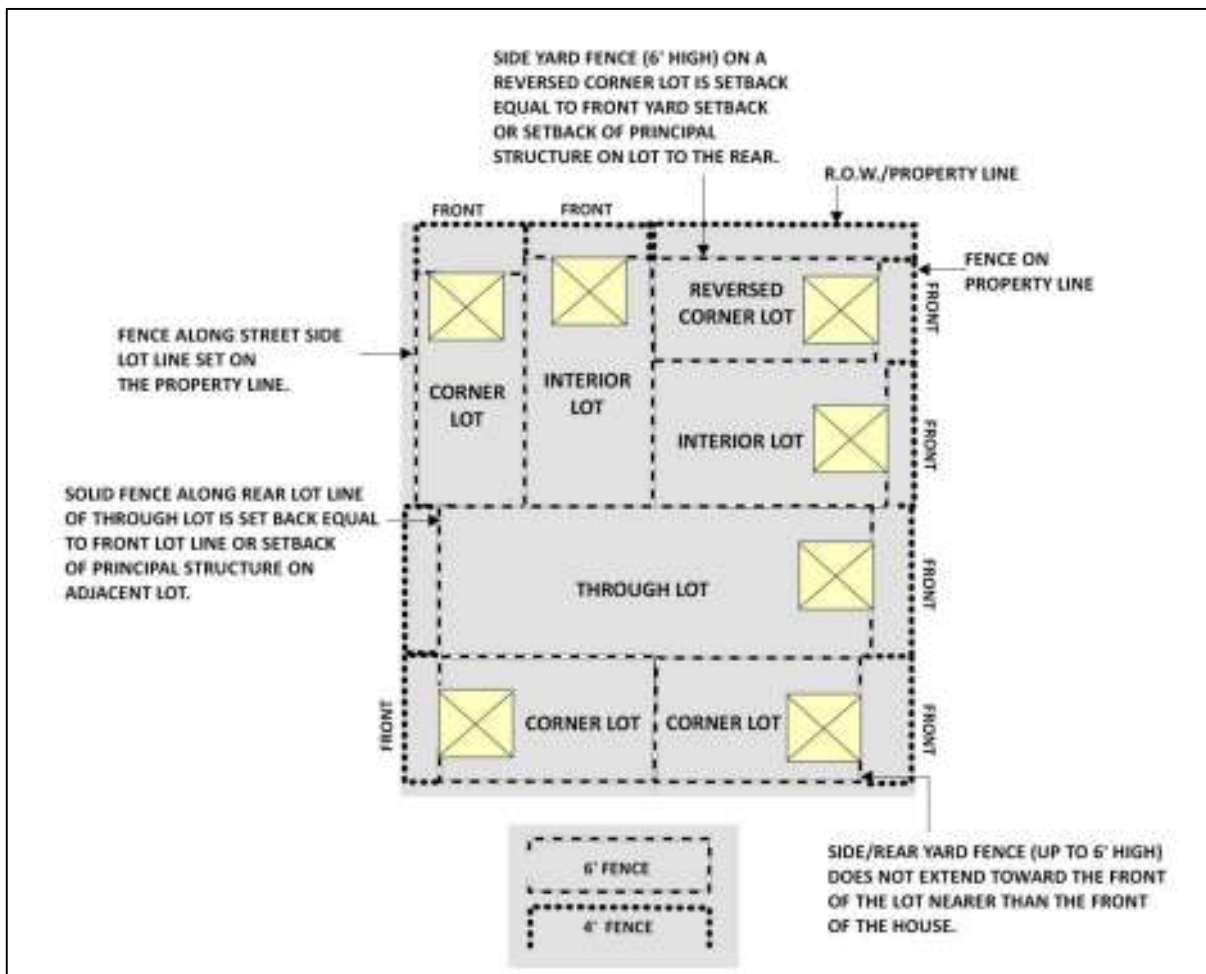 SIDE YARD FENCE (6' HIGH) ON A
REVERSED CORNER LOT IS SETBACK
EQUAL TO FRONT YARD SETBACK
OR SETBACK OF PRINCIPAL
STRUCTURE ON LOT TO THE REAR.
R.O.W./PROPERTY LINE
FRONT
FRONT
FENCE ON
PROPERTY LINE
REVERSED
CORNER LOT
FRONT
FENCE ALONG STREET SIDE
LOT LINE SET ON
THE PROPERTY LINE.
CORNER
LOT
INTERIOR
LOT
INTERIOR LOT
FRONT
SOLID FENCE ALONG REAR LOT LINE
OF THROUGH LOT IS SET BACK EQUAL
TO FRONT LOT LINE OR SETBACK
OF PRINCIPAL STRUCTURE ON
ADJACENT LOT.
THROUGH LOT
FRONT
FRONT
CORNER LOT
CORNER LOT
FRONT
SIDE/REAR YARD FENCE (UP TO 6' HIGH)
DOES NOT EXTEND TOWARD THE FRONT
OF THE LOT NEARER THAN THE FRONT
OF THE HOUSE.
6' FENCE
4' FENCE